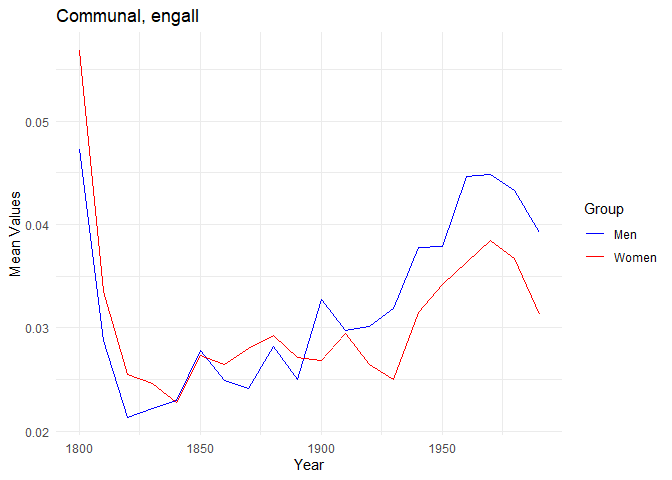 Communal, engall
0.05
0.04
0.03
0.02
Mean Values
1800 1850 1900 1950
Year
Group
Men
Women